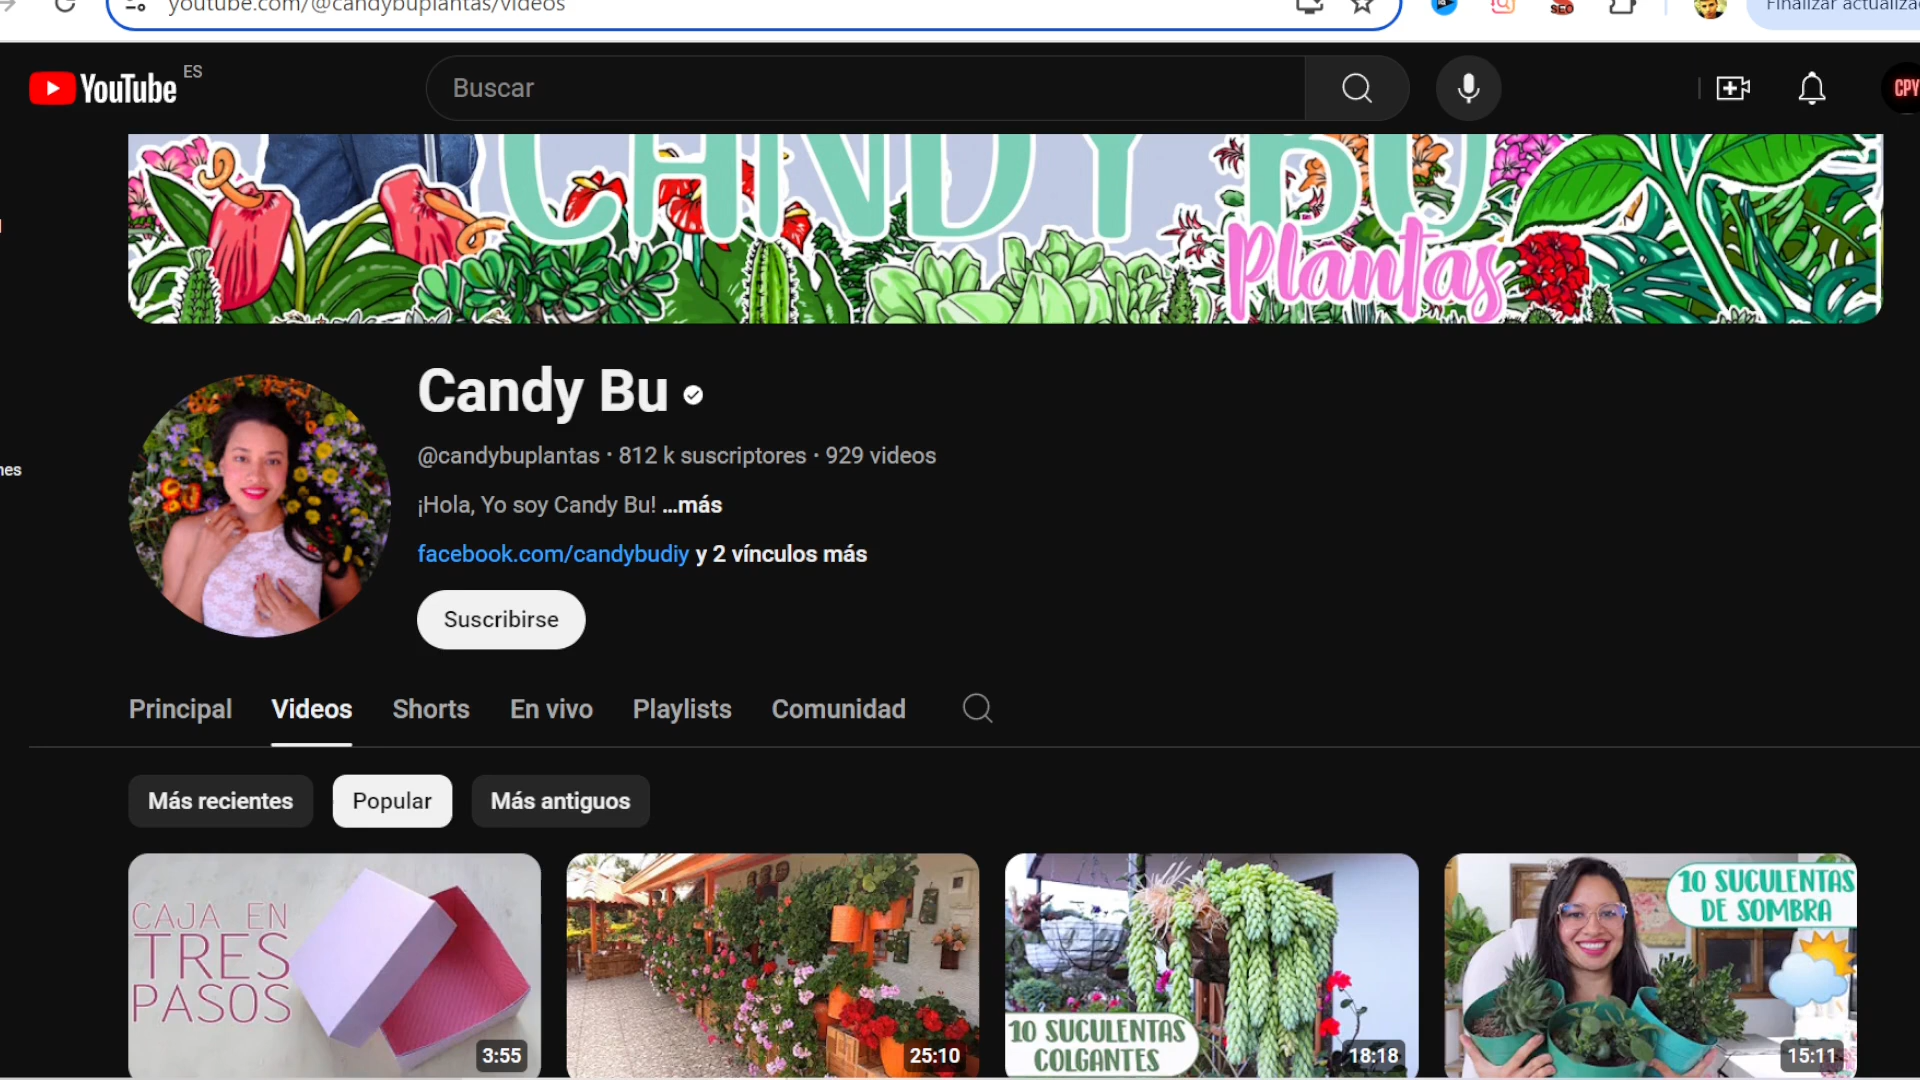 youtube.com/@candybuplantas/videos
SEO
Finalizar actualiza
YouTube ES
Buscar
CPY
CANDY BU
Plantas
Candy Bu
@candybuplantas · 812 k suscriptores · 929 videos
¡Hola, Yo soy Candy Bu! ...más
facebook.com/candybudiy y 2 vínculos más
Suscribirse
Principal Videos Shorts En vivo Playlists Comunidad
Más recientes Popular Más antiguos
CAJA EN
TRES
PASOS
3:55
25:10
10 SUCULENTAS
COLGANTES
18:18
10 SUCULENTAS
DE SOMBRA
15:11